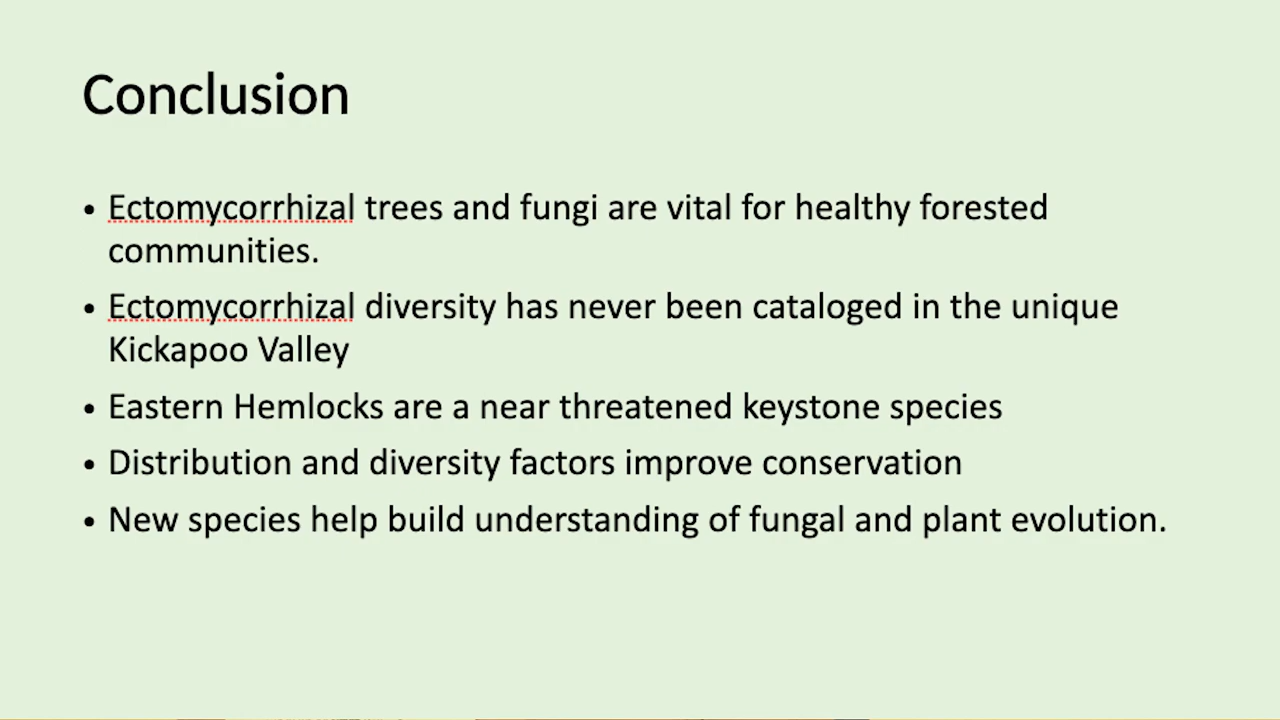 Conclusion
• Ectomycorrhizal trees and fungi are vital for healthy forested
communities.
• Ectomycorrhizal diversity has never been cataloged in the unique
Kickapoo Valley
• Eastern Hemlocks are a near threatened keystone species
• Distribution and diversity factors improve conservation
• New species help build understanding of fungal and plant evolution.